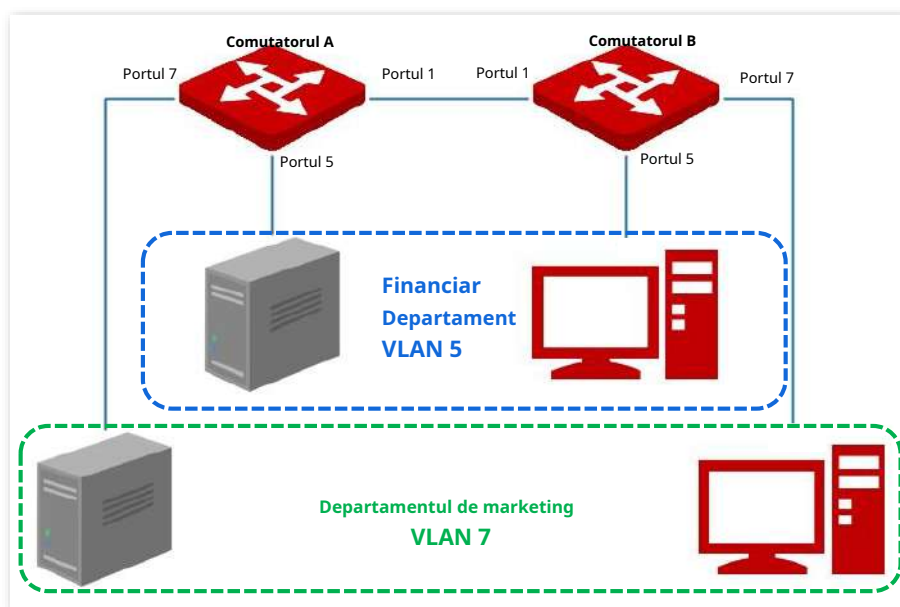 Comutatorul A
Comutatorul B
Portul 7
Portul 1
Portul 1
Portul 7
Portul 5
Portul 5
Financiar
Departament
VLAN 5
Departamentul de marketing
VLAN 7